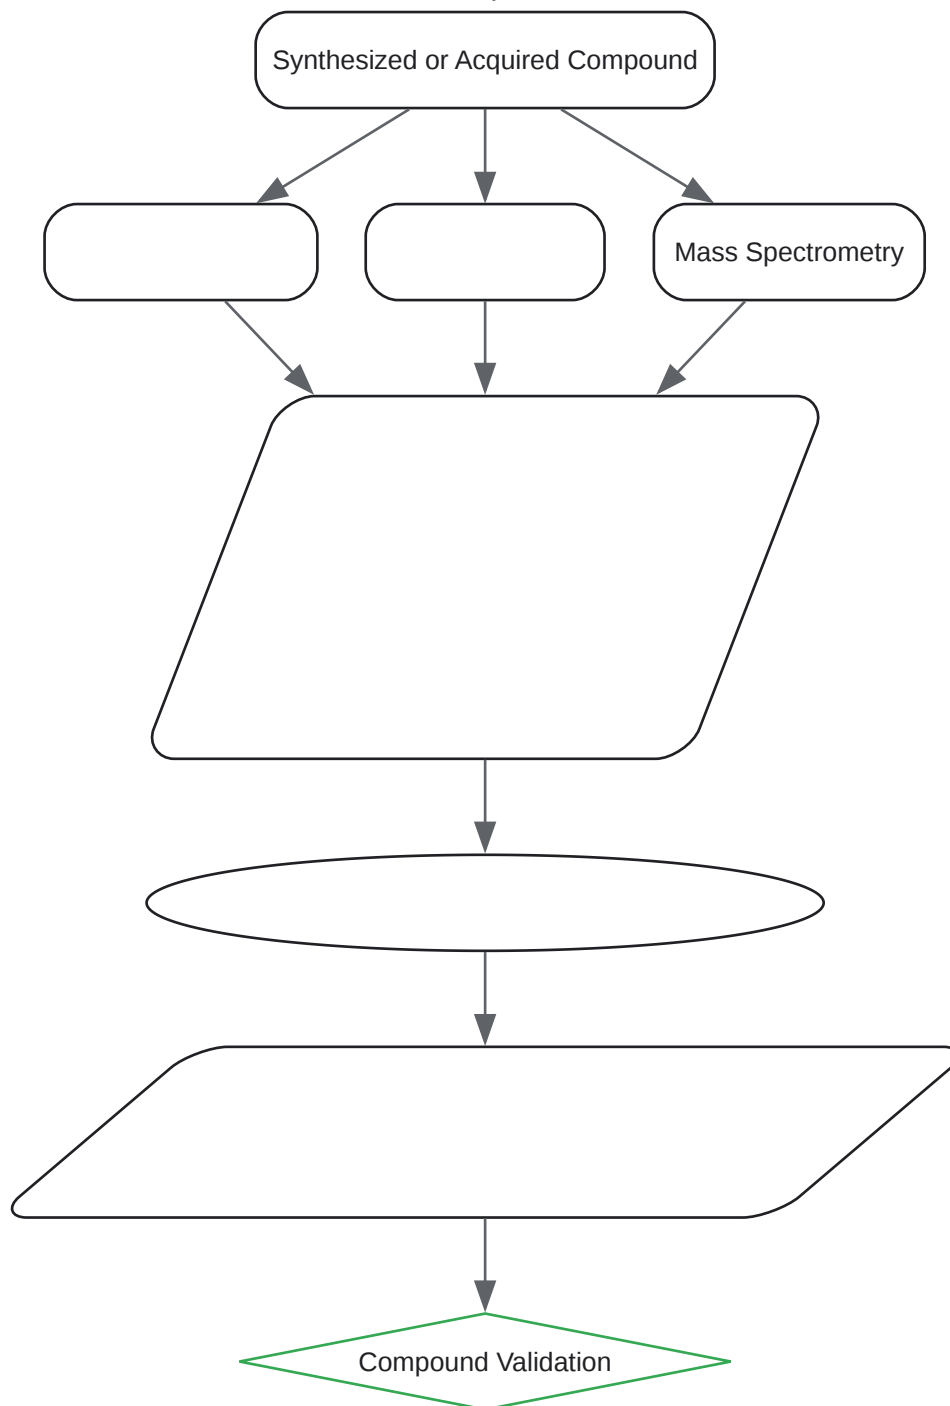 Synthesized or Acquired Compound
Mass Spectrometry
Compound Validation